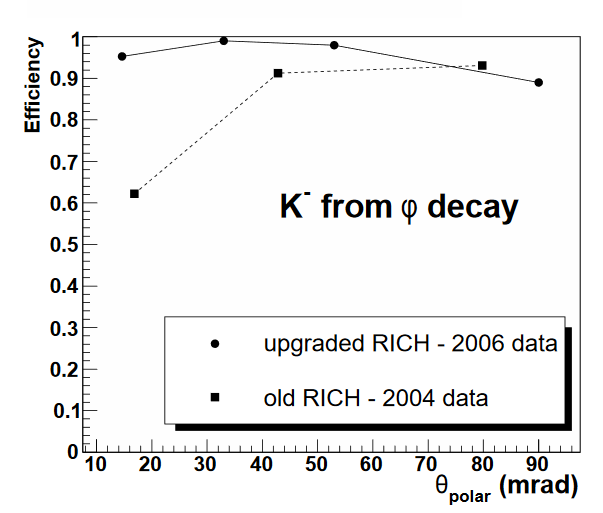 Efficiency
1
0.9
0.8
0.7
0.6
0.5
0.4
0.3
0.2
0.1
0
K⁻ from φ decay
upgraded RICH - 2006 data
old RICH - 2004 data
10 20 30 40 50 60 70 80 90
θpolar (mrad)